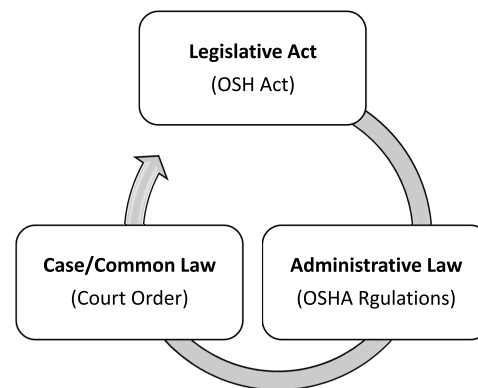 Legislative Act
(OSH Act)
Case/Common Law
(Court Order)
Administrative Law
(OSHA Rgulations)